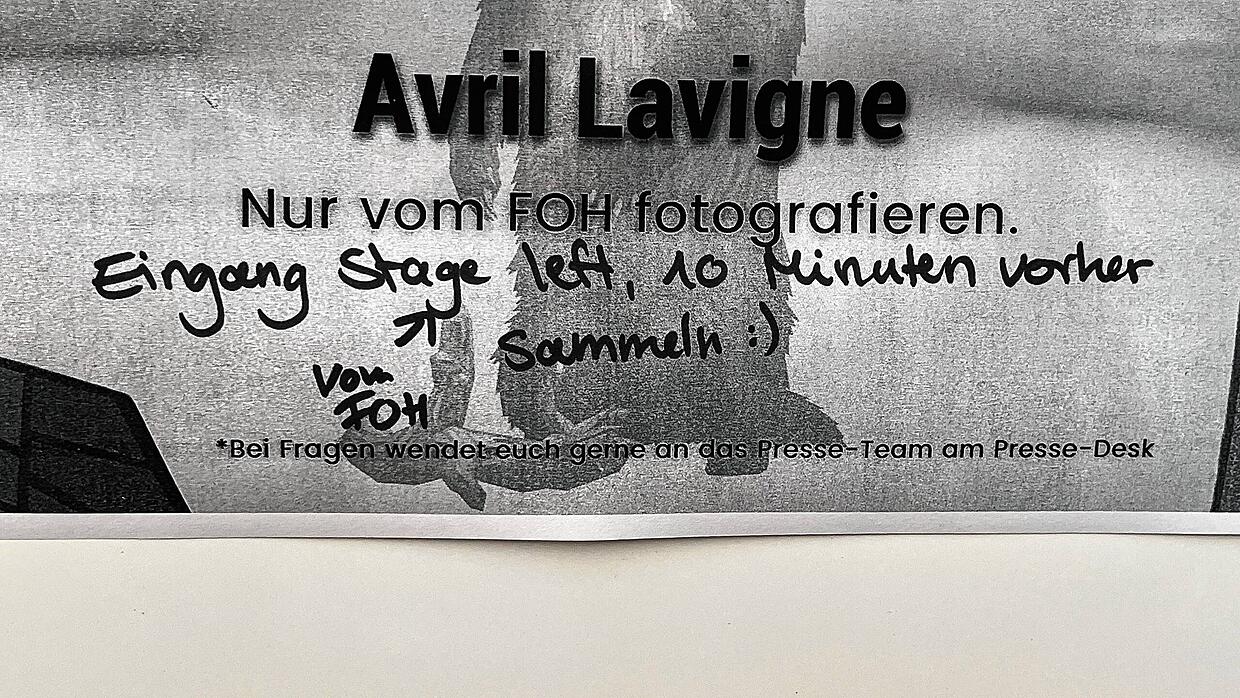 Avril Lavigne
Nur vom FOH fotografieren.
Eingang Stage left, 10 Minuten vorher
sammeln :)
vom
FOH
*Bei Fragen wendet euch gerne an das Presse-Team am Presse-Desk